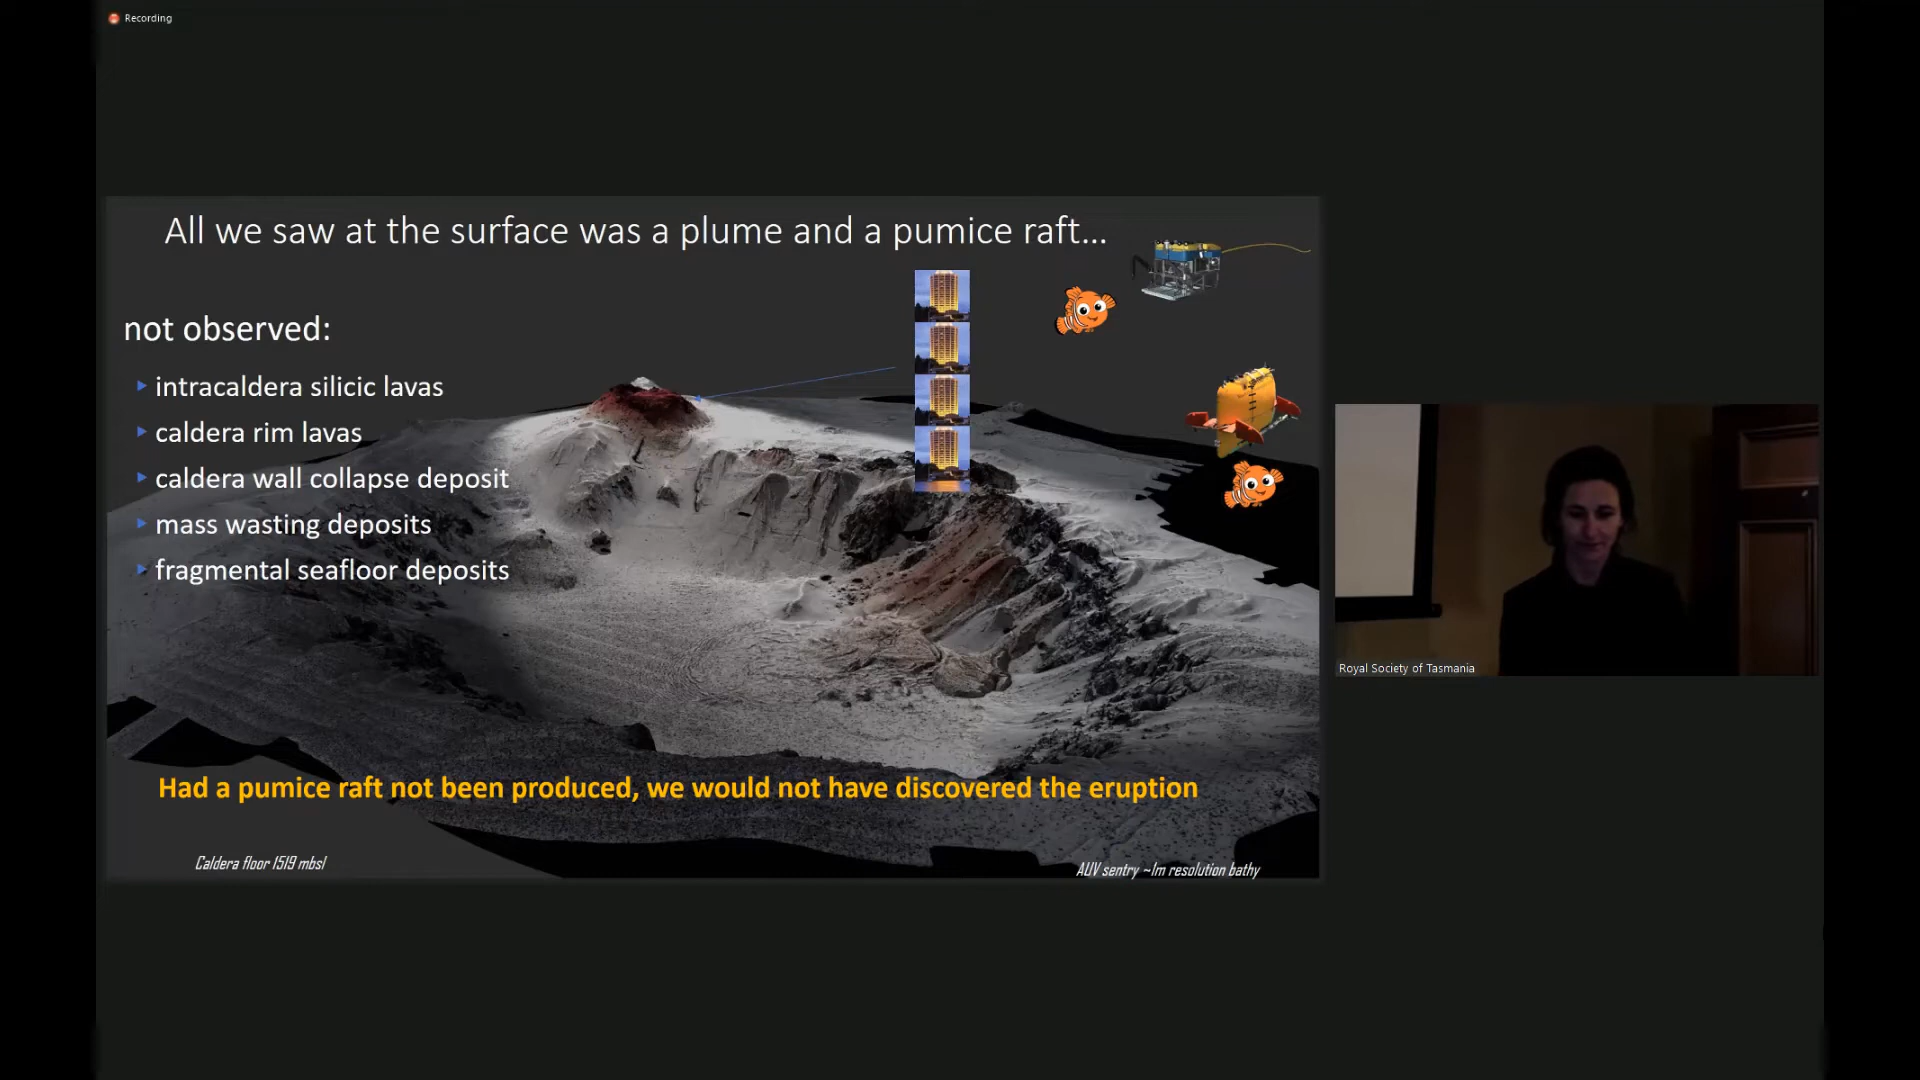 Recording
All we saw at the surface was a plume and a pumice raft...
not observed:
intracaldera silicic lavas
caldera rim lavas
caldera wall collapse deposit
mass wasting deposits
fragmental seafloor deposits
Had a pumice raft not been produced, we would not have discovered the eruption
Caldera floor 1519 mbsl
AUV sentry ~1m resolution bathy
Royal Society of Tasmania